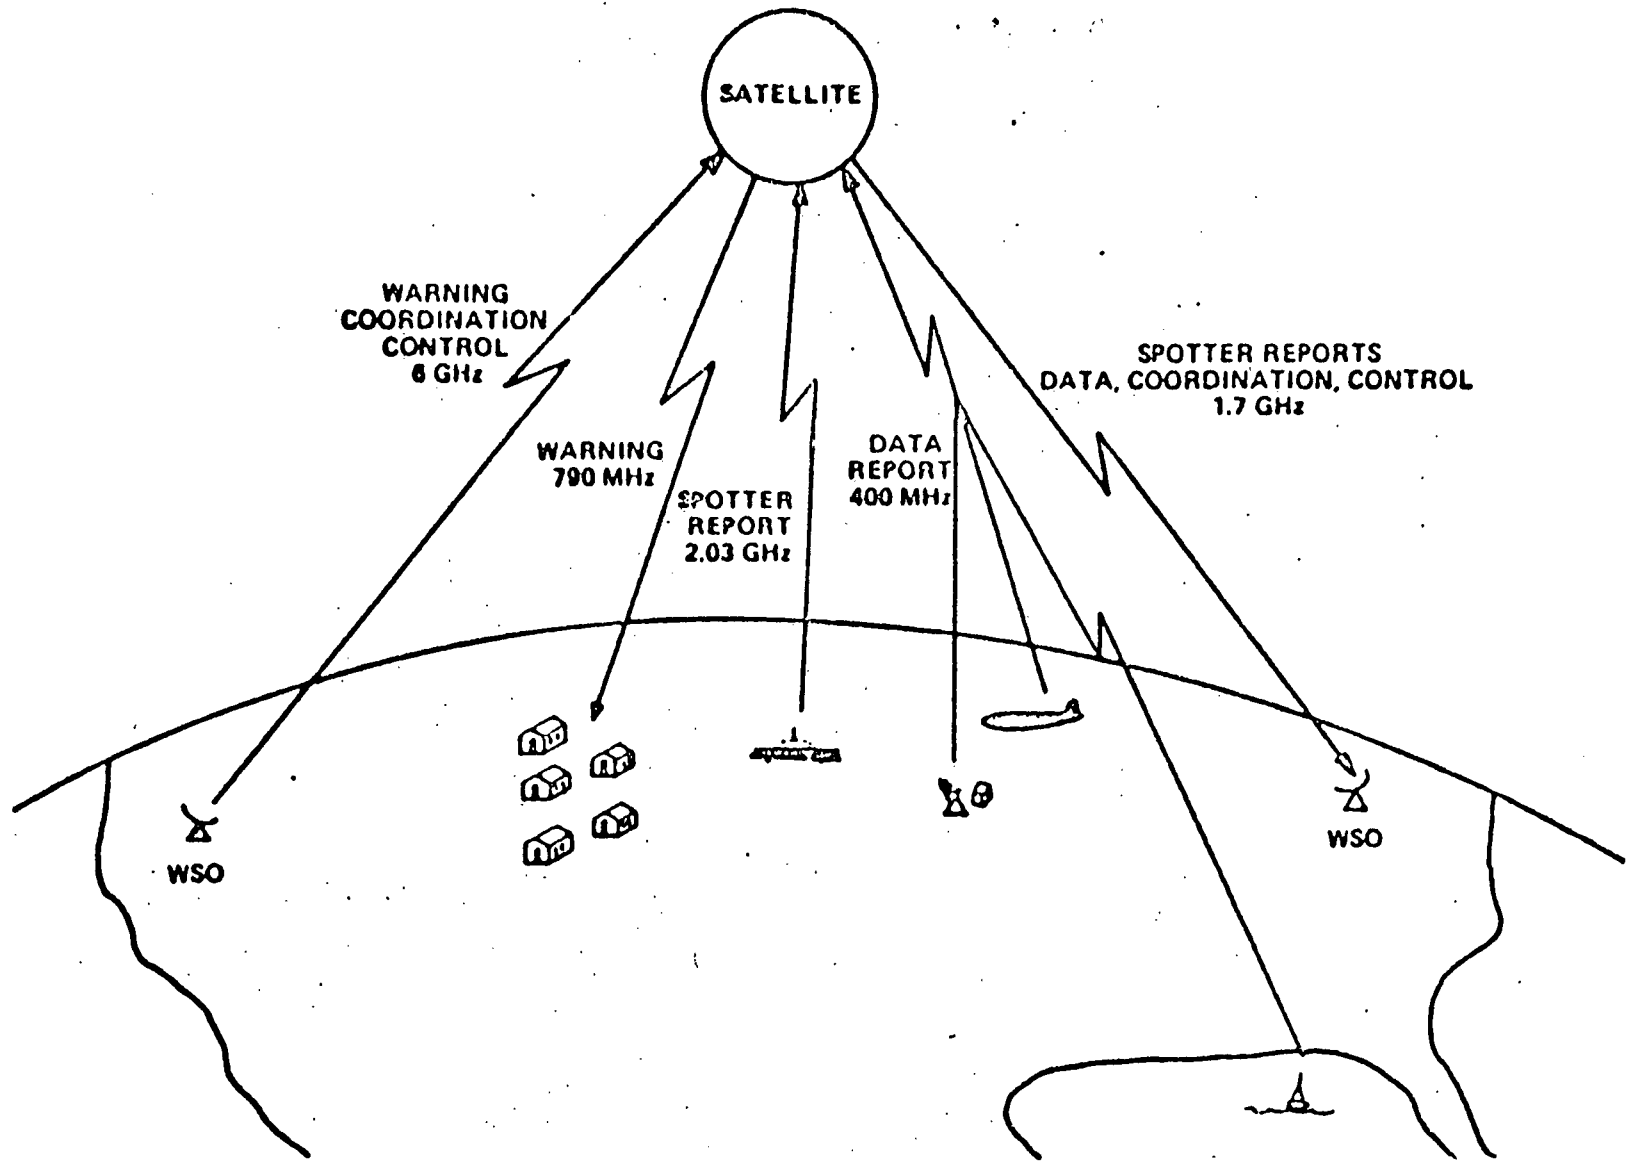 SATELLITE
WARNING
COORDINATION
CONTROL
6 GHz
SPOTTER REPORTS
DATA, COORDINATION, CONTROL
1.7 GHz
WARNING
790 MHz
SPOTTER
REPORT
2.03 GHz
DATA
REPORT
400 MHz
WSO
WSO